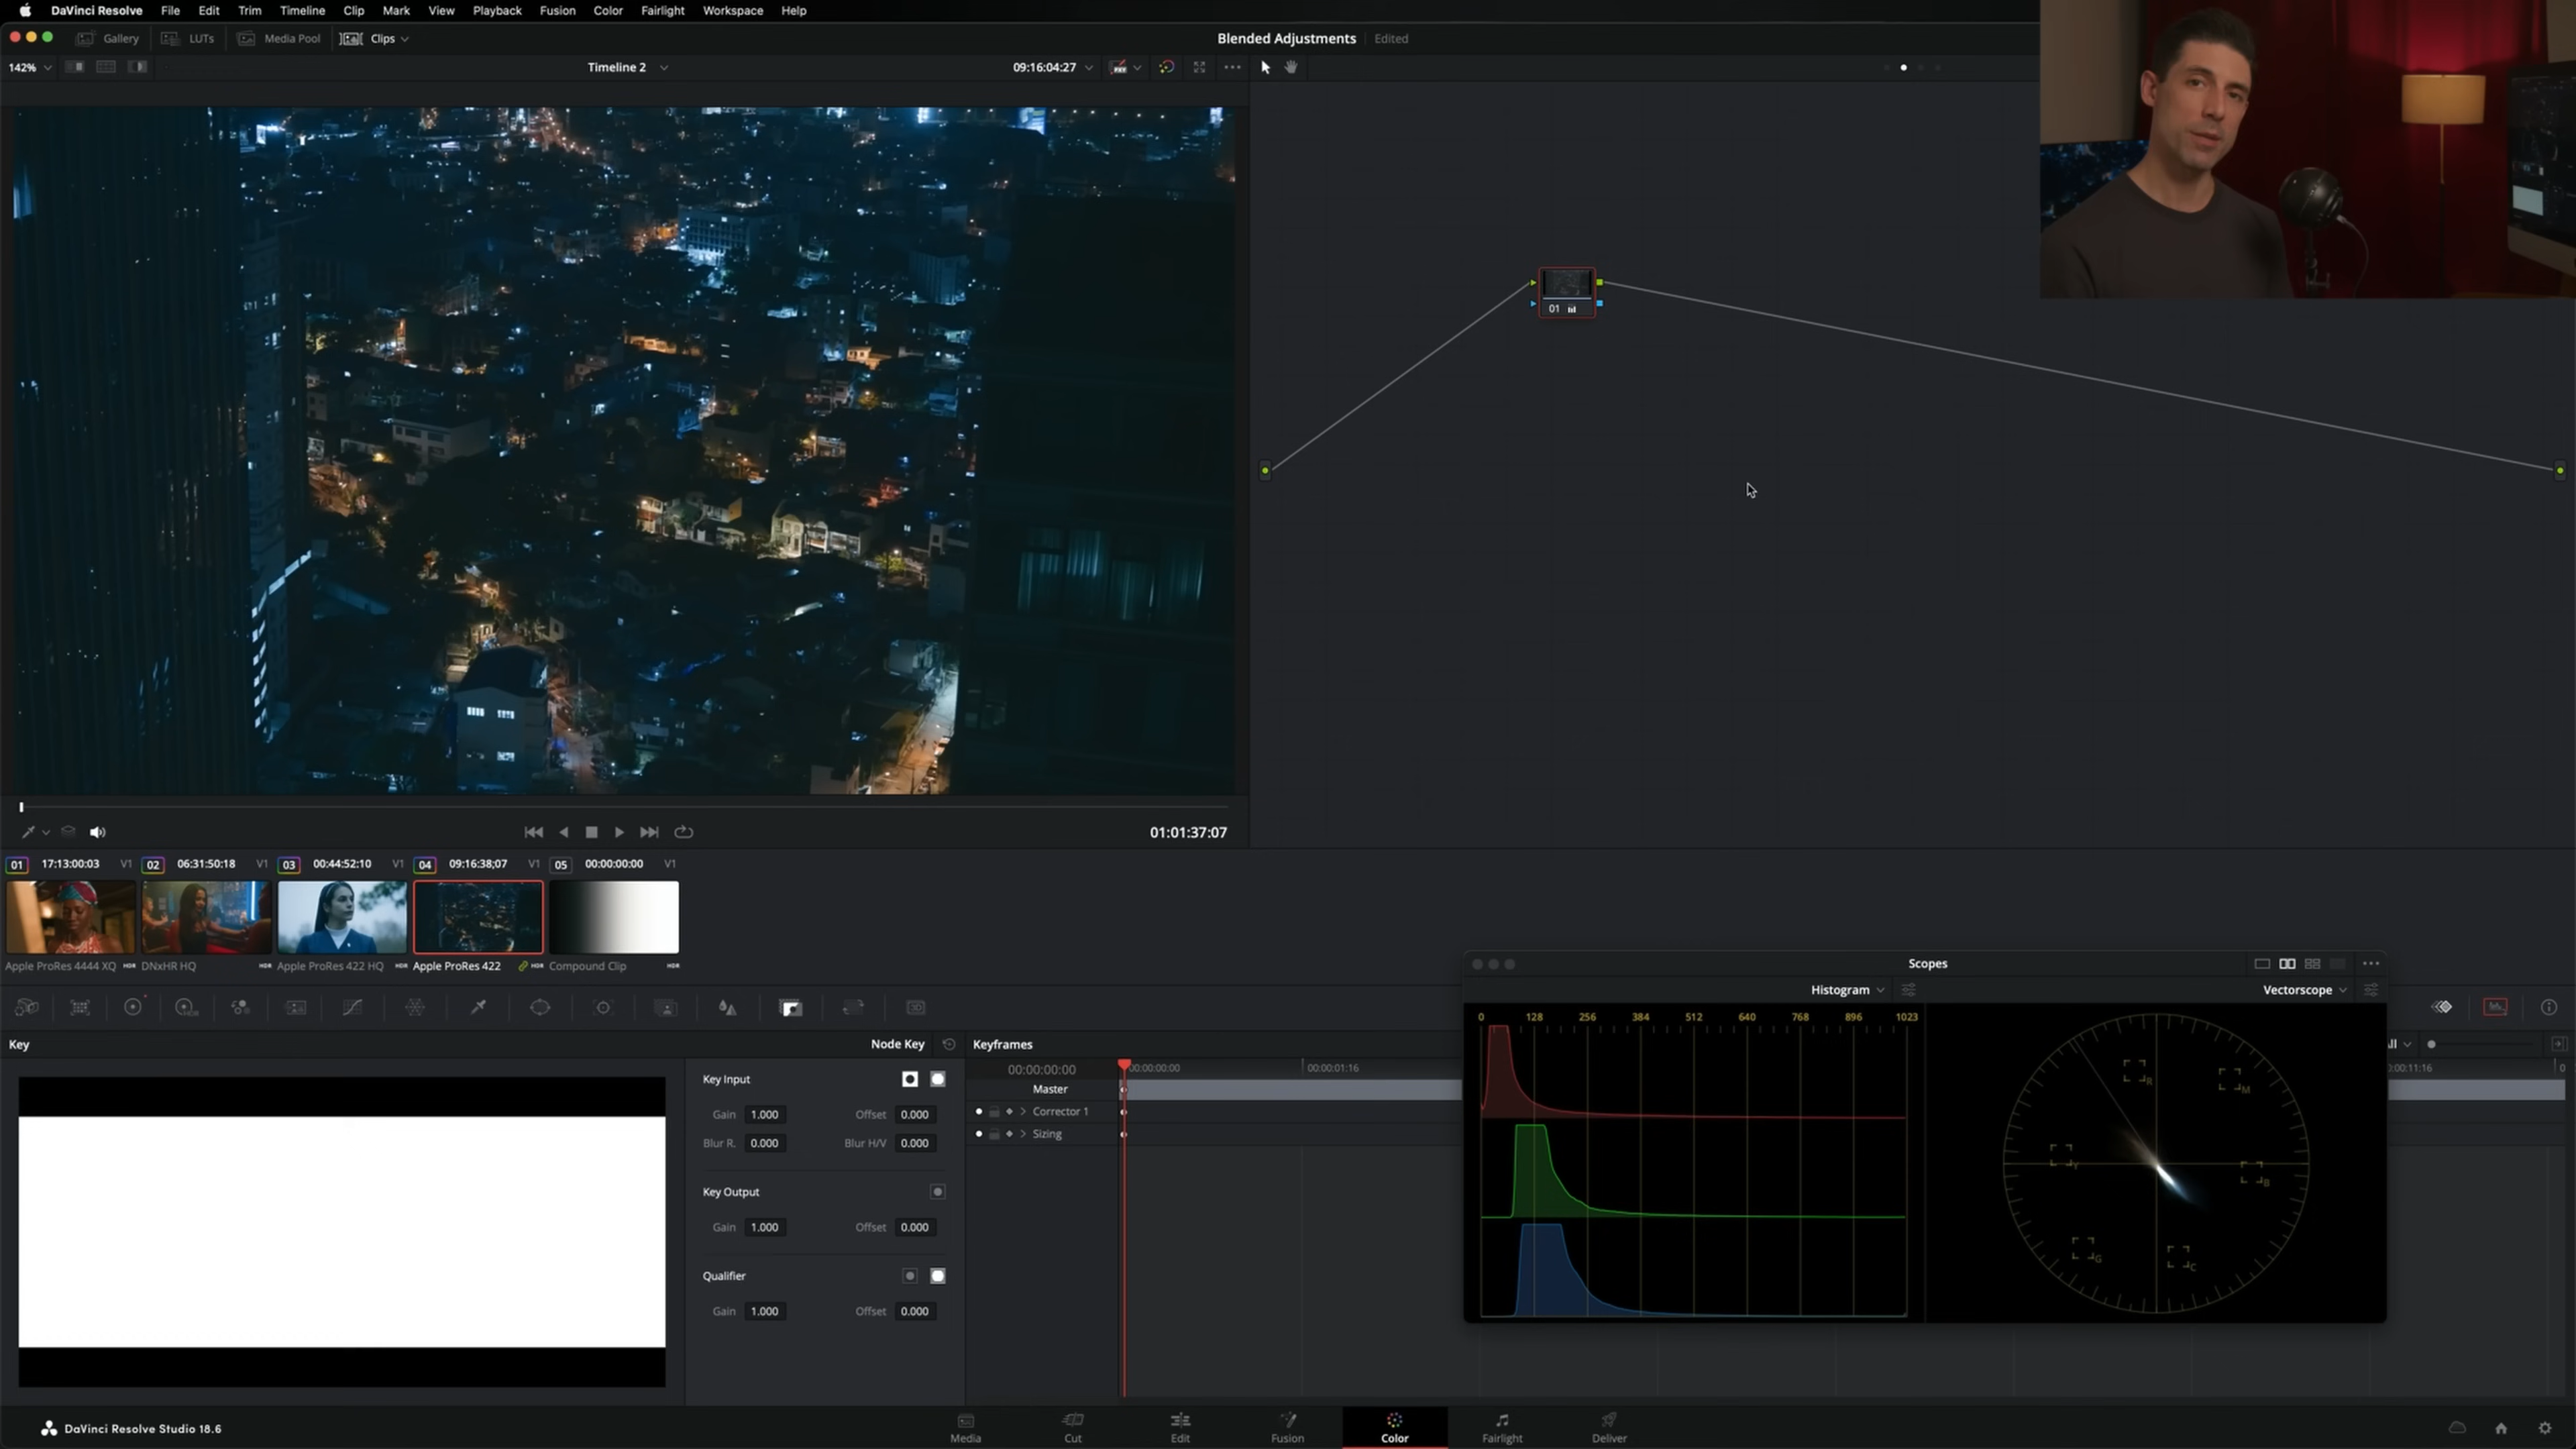 DaVinci Resolve File Edit Trim Timeline Clip Mark View Playback Fusion Color Fairlight Workspace Help
Gallery LUTs Media Pool Clips Blended Adjustments Edited
142% Timeline 2 09:16:04:27
01
01:01:37:07
01 17:13:00:03 V1 02 06:31:50:18 V1 03 00:44:52:10 V1 04 09:16:38;07 V1 05 00:00:00:00 V1
Apple ProRes 4444 XQ HDR DNxHR HQ HDR Apple ProRes 422 HQ HDR Apple ProRes 422 HDR Compound Clip HDR
Scopes
Histogram Vectorscope
0 128 256 384 512 640 768 896 1023
R M Y B G C
Key Node Key Keyframes
00:00:00:00 00:00:00:00 00:00:01:16
Master
Corrector 1
Sizing
Key Input
Gain 1.000 Offset 0.000
Blur R. 0.000 Blur H/V 0.000
Key Output
Gain 1.000 Offset 0.000
Qualifier
Gain 1.000 Offset 0.000
DaVinci Resolve Studio 18.6
Media Cut Edit Fusion Color Fairlight Deliver